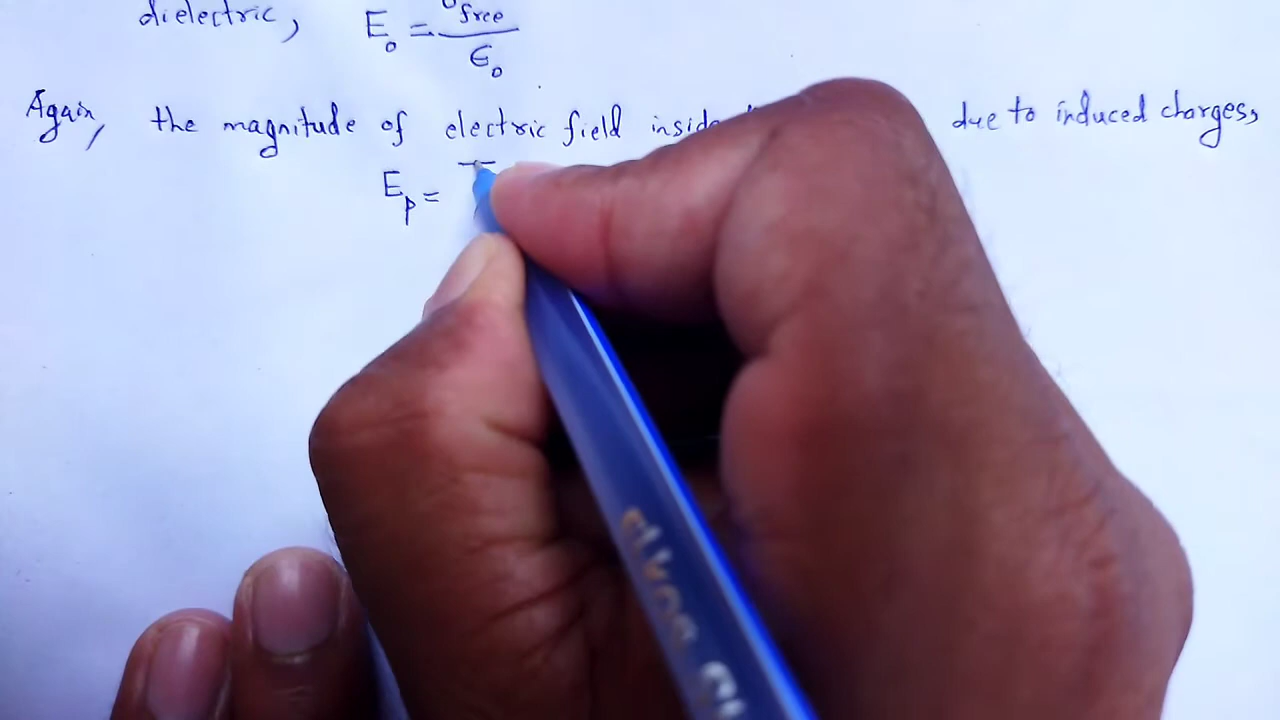 dielectric, E₀ = σfree / ϵ₀
Again, the magnitude of electric field inside due to induced charges,
Eₚ =